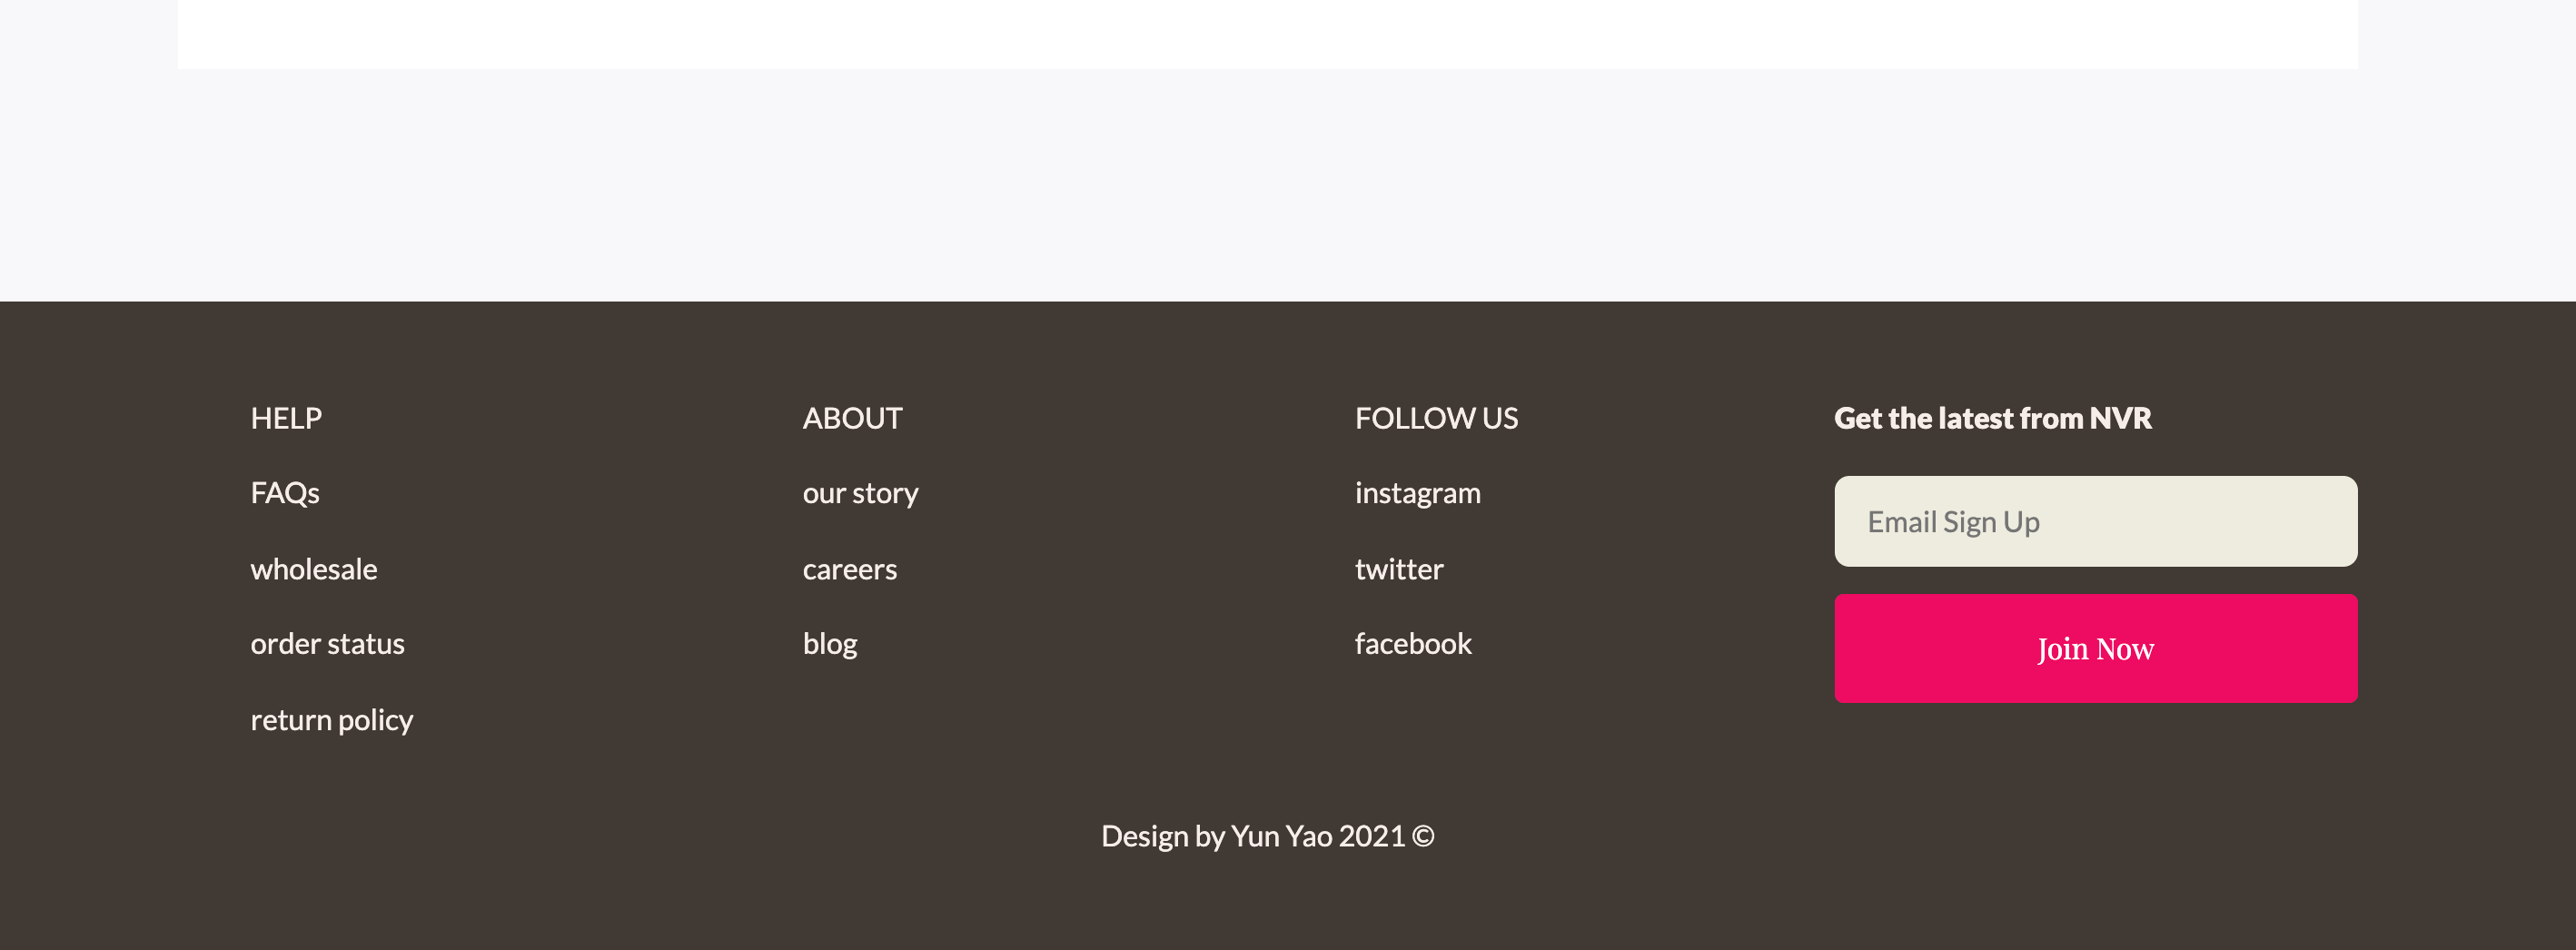 HELP
FAQs
wholesale
order status
return policy
ABOUT
our story
careers
blog
FOLLOW US
instagram
twitter
facebook
Get the latest from NVR
Email Sign Up
Join Now
Design by Yun Yao 2021 ©